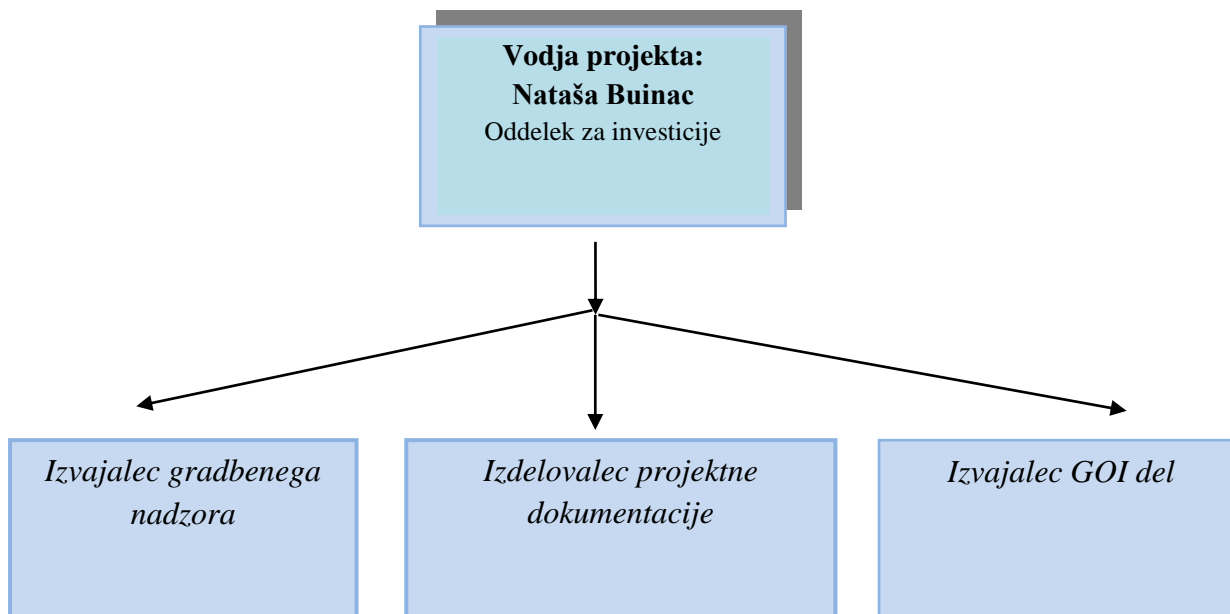 Vodja projekta:
Nataša Buinac
Oddelek za investicije
Izvajalec gradbenega
nadzora
Izdelovalec projektne
dokumentacije
Izvajalec GOI del